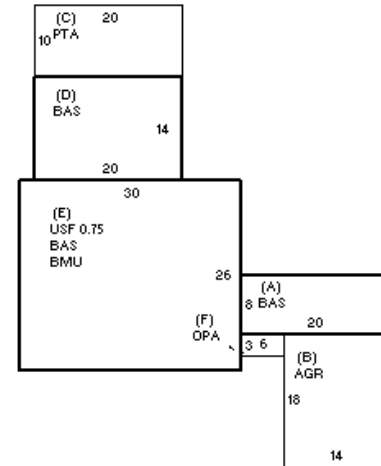 (C) 20
10 PTA
(D)
BAS
14
20
30
(E)
USF 0.75
BAS
BMU
26
(A)
8 BAS
20
(F)
OPA
3 6
(B)
AGR
18
14